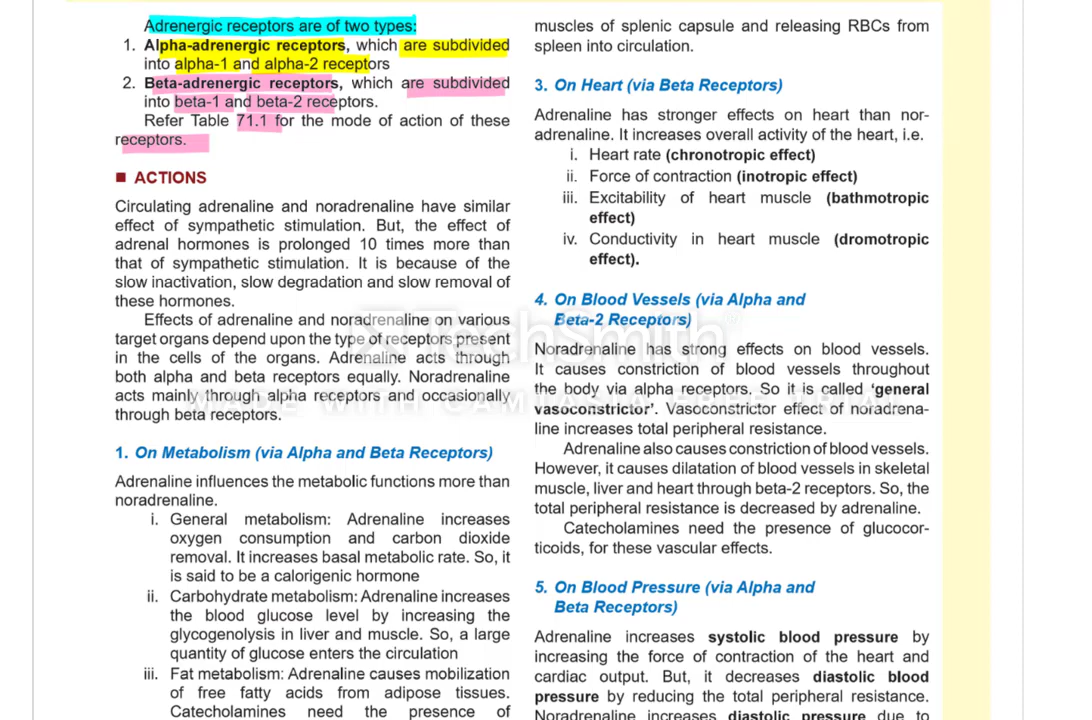 Adrenergic receptors are of two types:
1. Alpha-adrenergic receptors, which are subdivided
into alpha-1 and alpha-2 receptors
2. Beta-adrenergic receptors, which are subdivided
into beta-1 and beta-2 receptors.
Refer Table 71.1 for the mode of action of these
receptors.
■ ACTIONS
Circulating adrenaline and noradrenaline have similar
effect of sympathetic stimulation. But, the effect of
adrenal hormones is prolonged 10 times more than
that of sympathetic stimulation. It is because of the
slow inactivation, slow degradation and slow removal of
these hormones.
Effects of adrenaline and noradrenaline on various
target organs depend upon the type of receptors present
in the cells of the organs. Adrenaline acts through
both alpha and beta receptors equally. Noradrenaline
acts mainly through alpha receptors and occasionally
through beta receptors.
1. On Metabolism (via Alpha and Beta Receptors)
Adrenaline influences the metabolic functions more than
noradrenaline.
i. General metabolism: Adrenaline increases
oxygen consumption and carbon dioxide
removal. It increases basal metabolic rate. So, it
is said to be a calorigenic hormone
ii. Carbohydrate metabolism: Adrenaline increases
the blood glucose level by increasing the
glycogenolysis in liver and muscle. So, a large
quantity of glucose enters the circulation
iii. Fat metabolism: Adrenaline causes mobilization
of free fatty acids from adipose tissues.
Catecholamines need the presence of
muscles of splenic capsule and releasing RBCs from
spleen into circulation.
3. On Heart (via Beta Receptors)
Adrenaline has stronger effects on heart than nor-
adrenaline. It increases overall activity of the heart, i.e.
i. Heart rate (chronotropic effect)
ii. Force of contraction (inotropic effect)
iii. Excitability of heart muscle (bathmotropic
effect)
iv. Conductivity in heart muscle (dromotropic
effect).
4. On Blood Vessels (via Alpha and
Beta-2 Receptors)
Noradrenaline has strong effects on blood vessels.
It causes constriction of blood vessels throughout
the body via alpha receptors. So it is called ‘general
vasoconstrictor’. Vasoconstrictor effect of noradrena-
line increases total peripheral resistance.
Adrenaline also causes constriction of blood vessels.
However, it causes dilatation of blood vessels in skeletal
muscle, liver and heart through beta-2 receptors. So, the
total peripheral resistance is decreased by adrenaline.
Catecholamines need the presence of glucocor-
ticoids, for these vascular effects.
5. On Blood Pressure (via Alpha and
Beta Receptors)
Adrenaline increases systolic blood pressure by
increasing the force of contraction of the heart and
cardiac output. But, it decreases diastolic blood
pressure by reducing the total peripheral resistance.
Noradrenaline increases diastolic pressure due to
TechSmith®
MADE WITH CAMTASIA FREE TRIAL